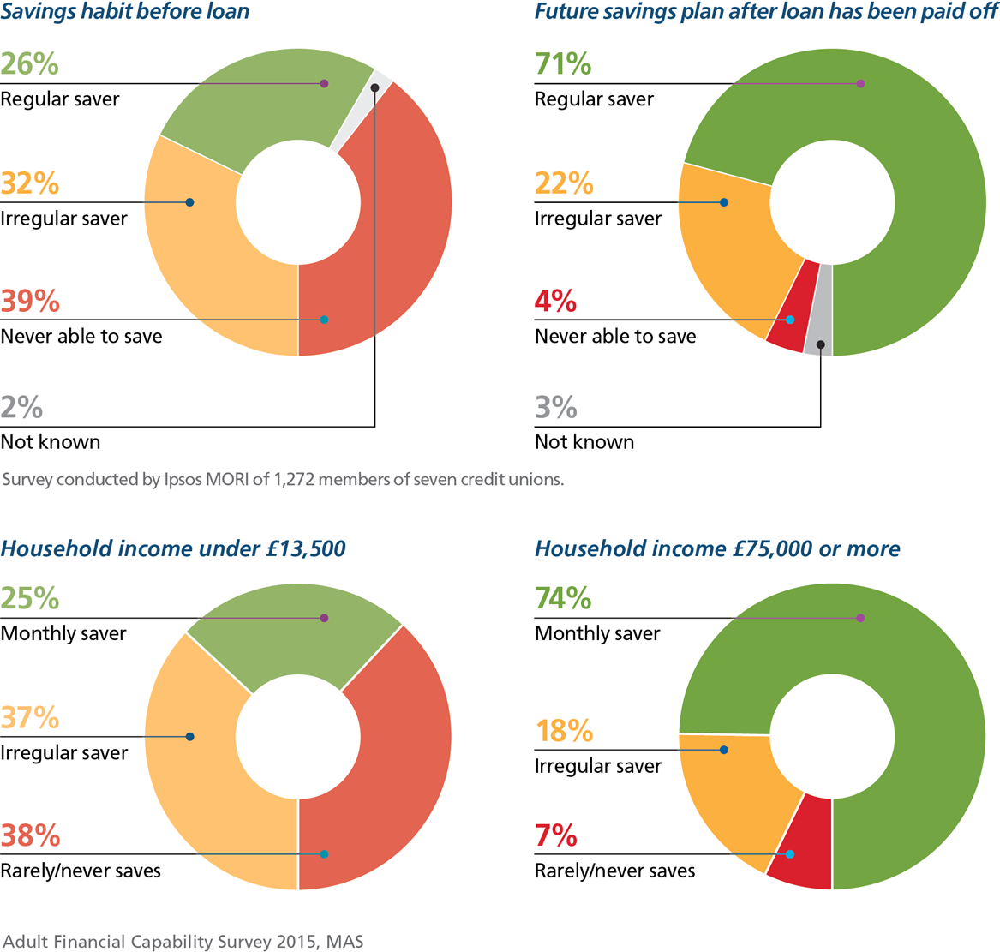 Savings habit before loan
26%
Regular saver
32%
Irregular saver
39%
Never able to save
2%
Not known
Future savings plan after loan has been paid off
71%
Regular saver
22%
Irregular saver
4%
Never able to save
3%
Not known
Survey conducted by Ipsos MORI of 1,272 members of seven credit unions.
Household income under £13,500
25%
Monthly saver
37%
Irregular saver
38%
Rarely/never saves
Household income £75,000 or more
74%
Monthly saver
18%
Irregular saver
7%
Rarely/never saves
Adult Financial Capability Survey 2015, MAS